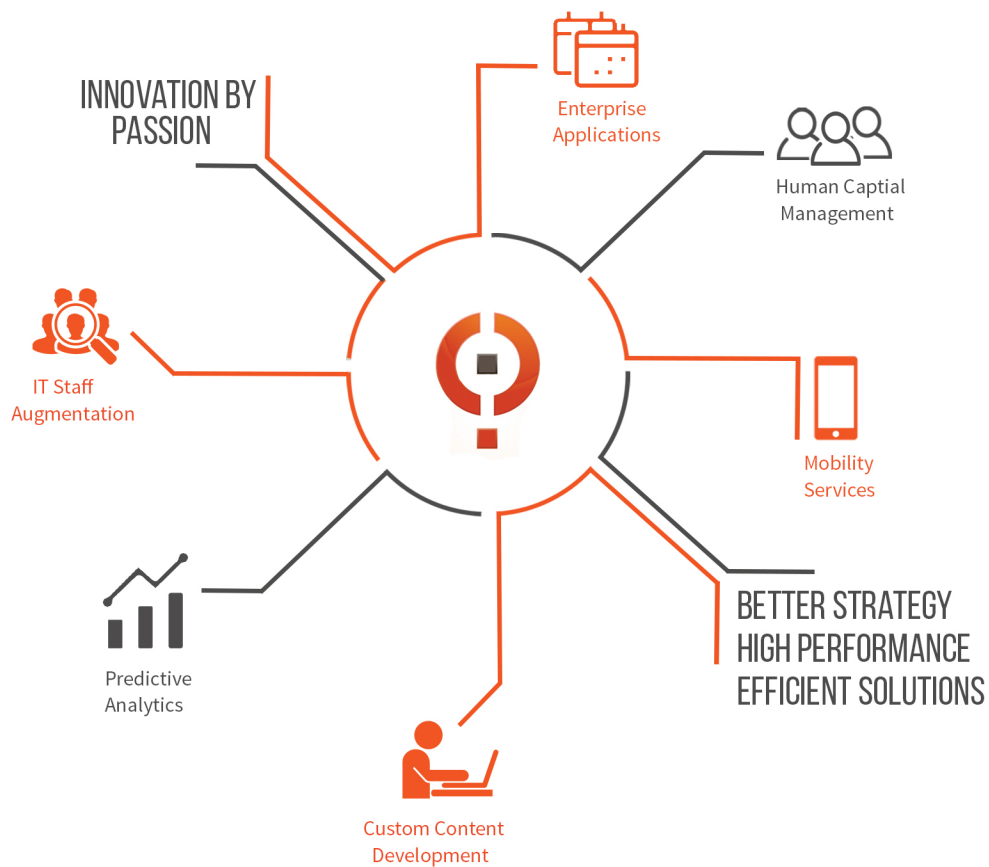 INNOVATION BY
PASSION
Enterprise
Applications
Human Captial
Management
IT Staff
Augmentation
Mobility
Services
BETTER STRATEGY
HIGH PERFORMANCE
EFFICIENT SOLUTIONS
Predictive
Analytics
Custom Content
Development